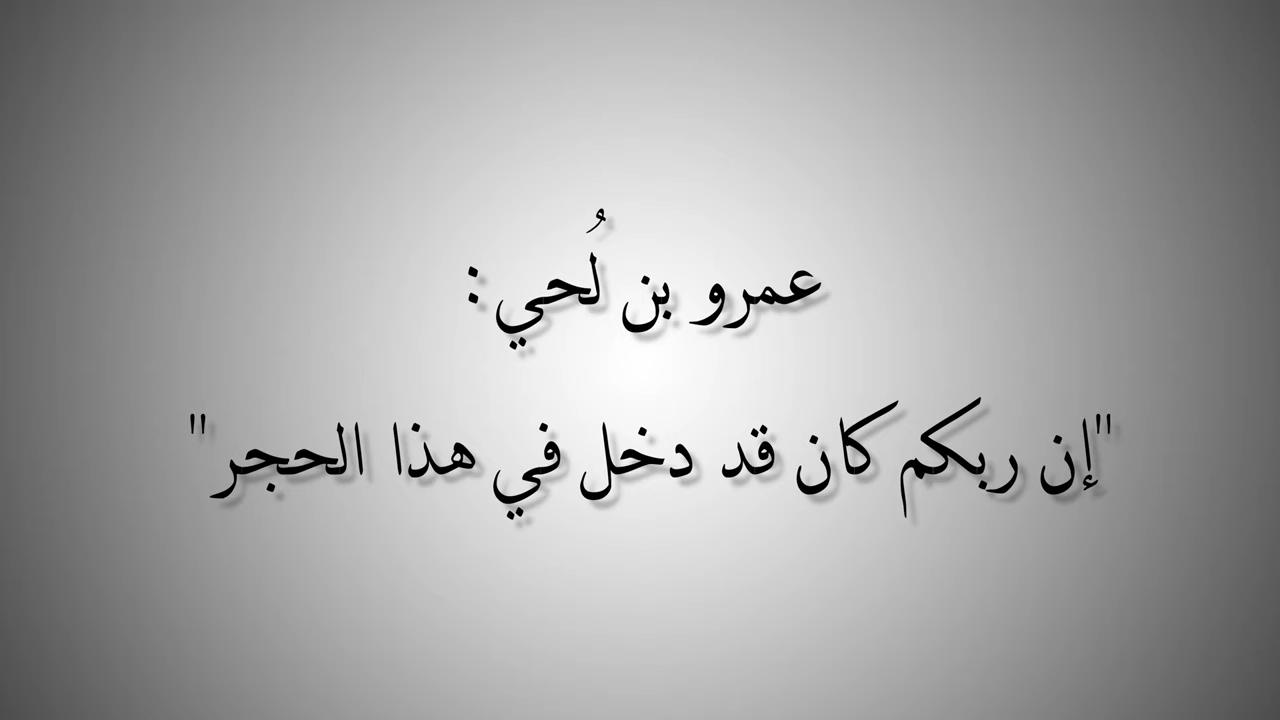 عمرو بن لُحي :
"إن ربكم كان قد دخل في هذا الحجر"